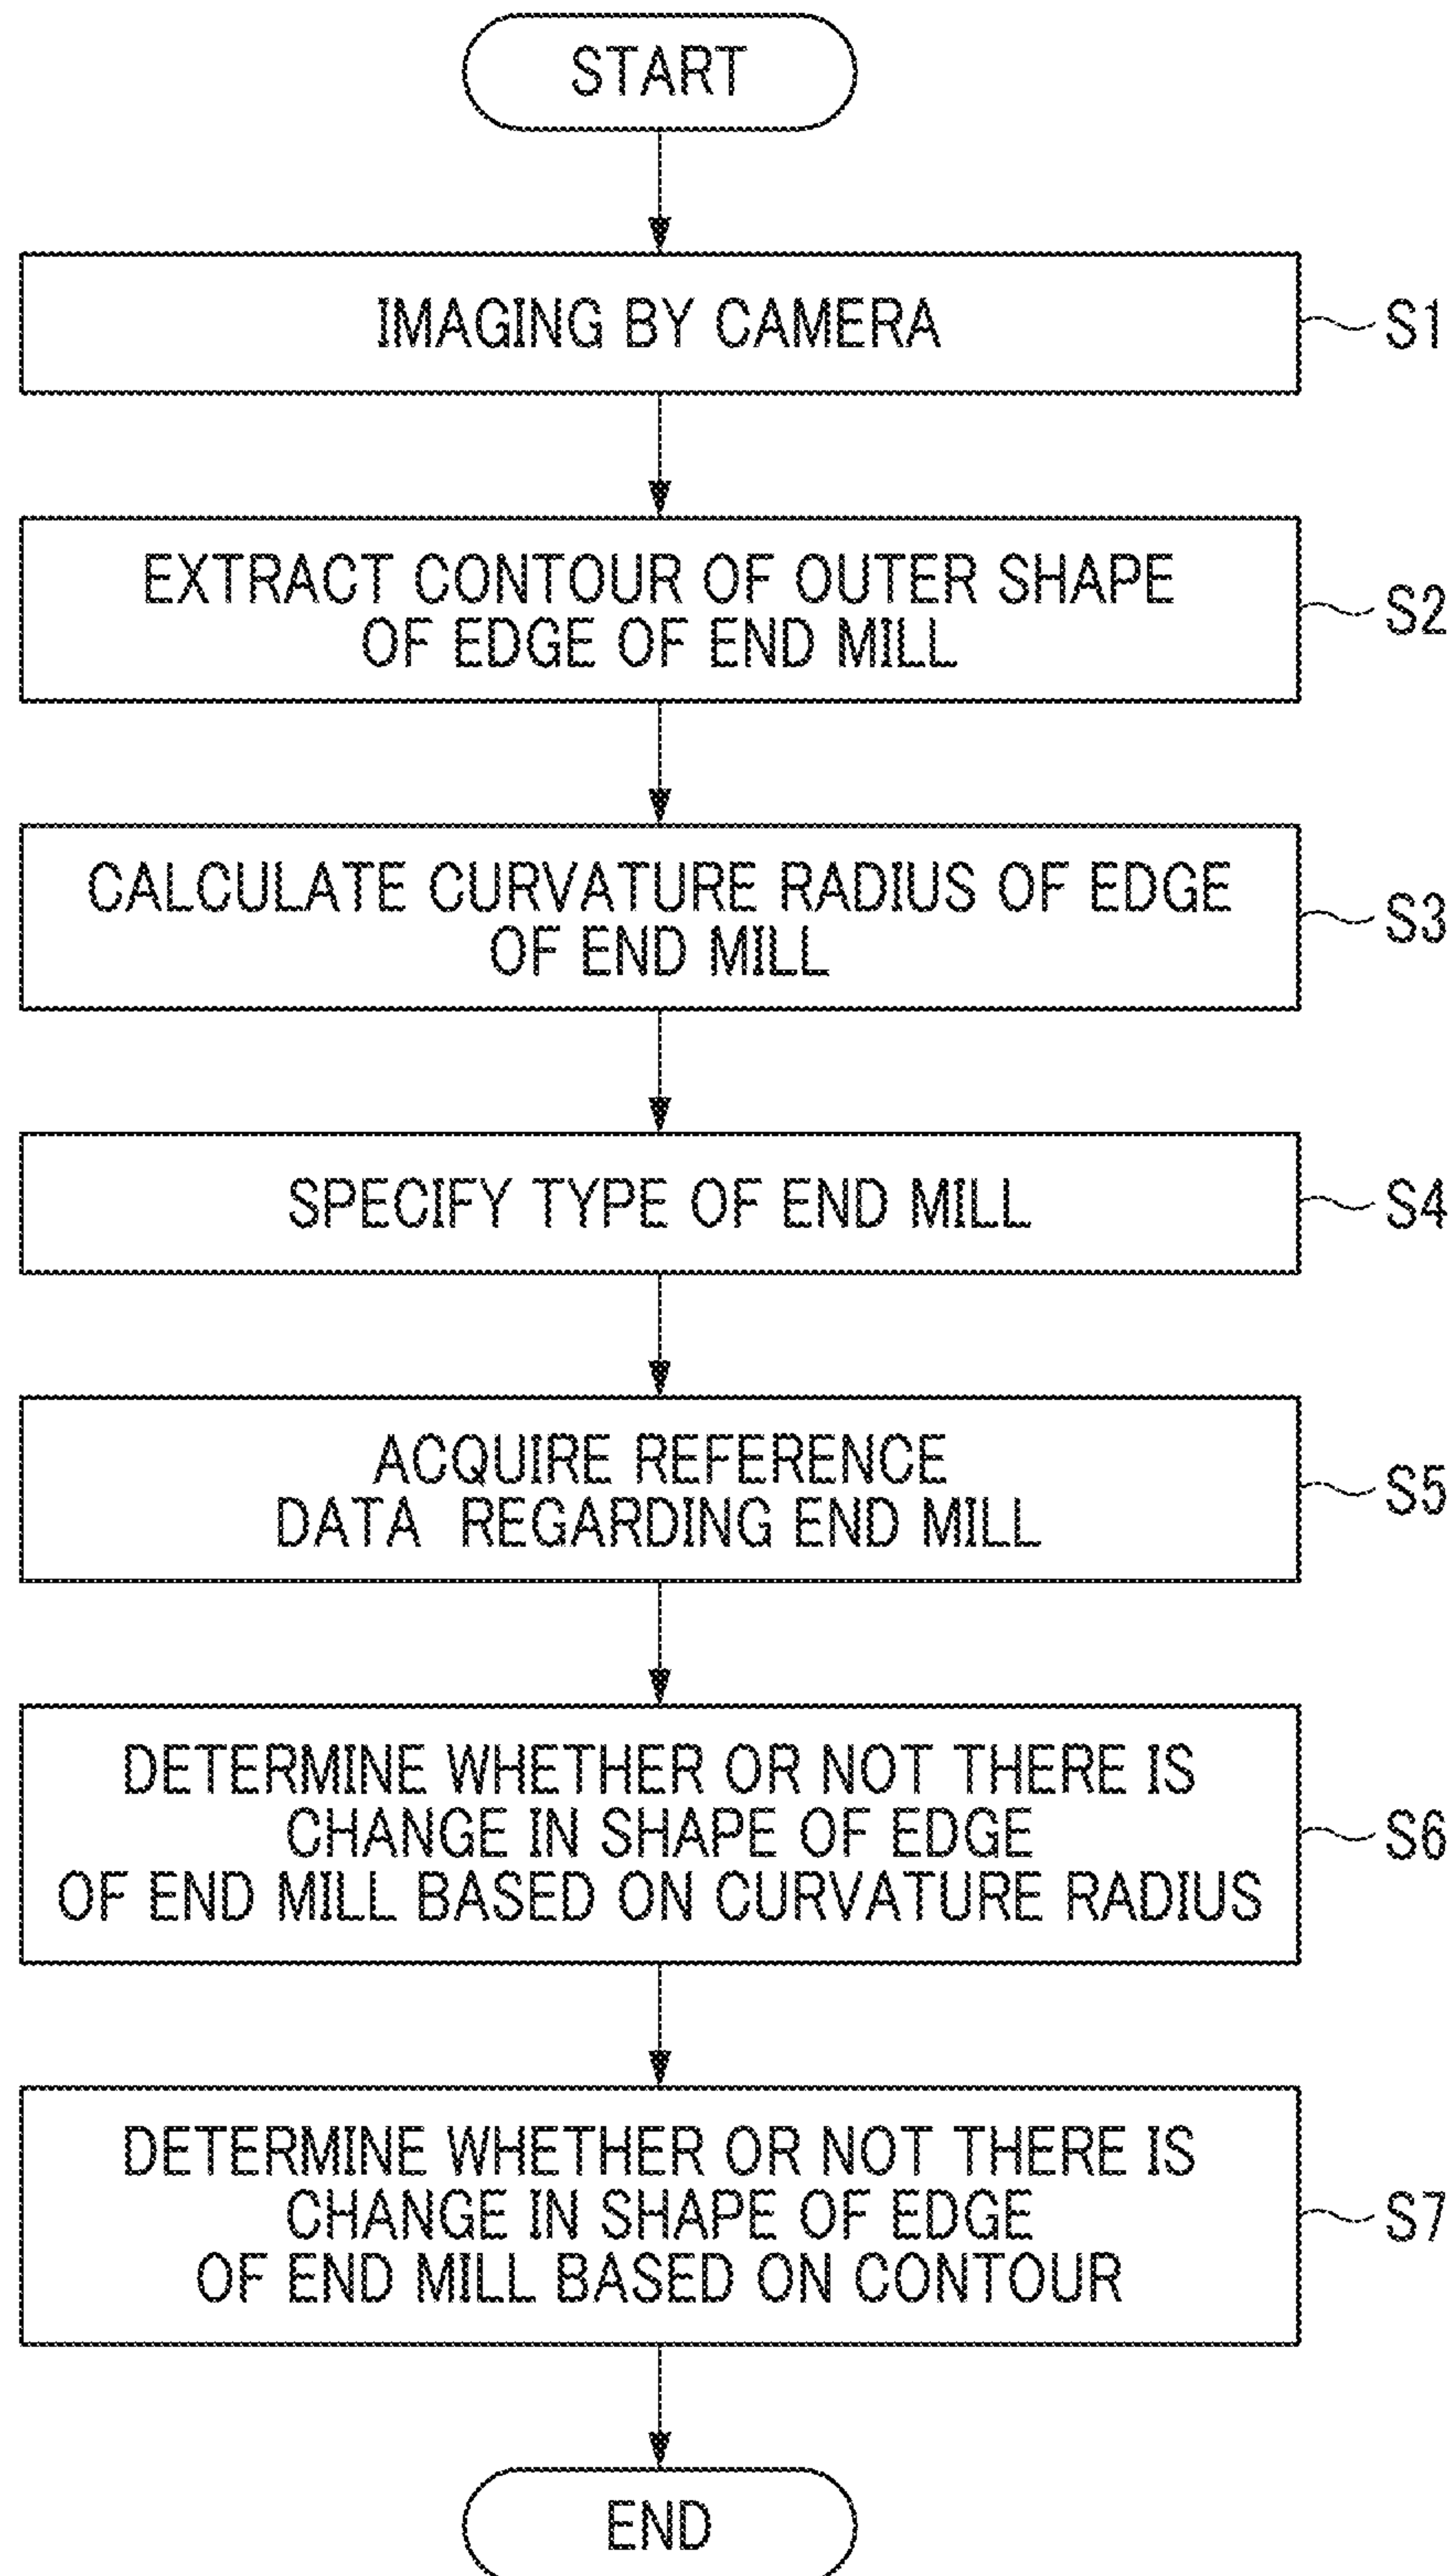 START
IMAGING BY CAMERA
S1
EXTRACT CONTOUR OF OUTER SHAPE
OF EDGE OF END MILL
S2
CALCULATE CURVATURE RADIUS OF EDGE
OF END MILL
S3
SPECIFY TYPE OF END MILL
S4
ACQUIRE REFERENCE
DATA REGARDING END MILL
S5
DETERMINE WHETHER OR NOT THERE IS
CHANGE IN SHAPE OF EDGE
OF END MILL BASED ON CURVATURE RADIUS
S6
DETERMINE WHETHER OR NOT THERE IS
CHANGE IN SHAPE OF EDGE
OF END MILL BASED ON CONTOUR
S7
END